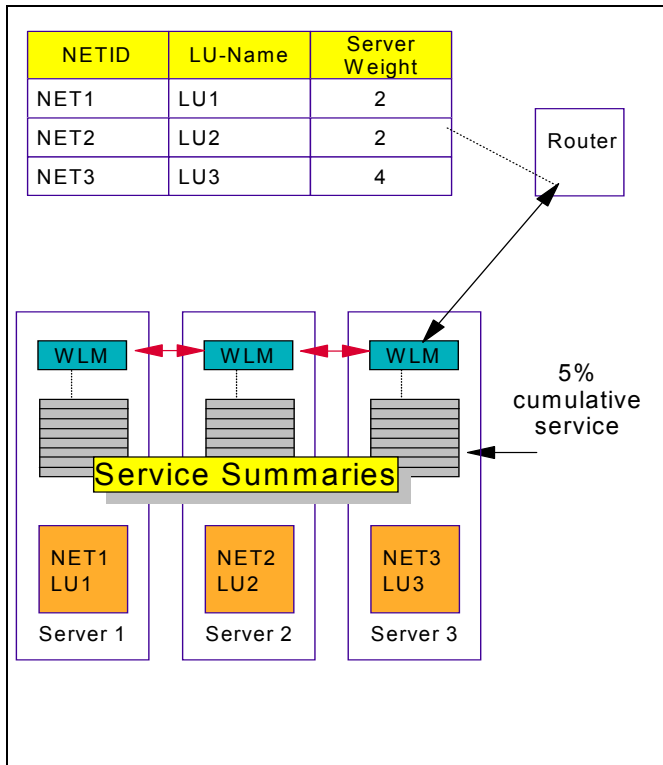 NETID LU-Name Server Weight
NET1 LU1 2
NET2 LU2 2
NET3 LU3 4
Router
WLM WLM WLM
5%
cumulative
service
Service Summaries
NET1 NET2 NET3
LU1 LU2 LU3
Server 1 Server 2 Server 3